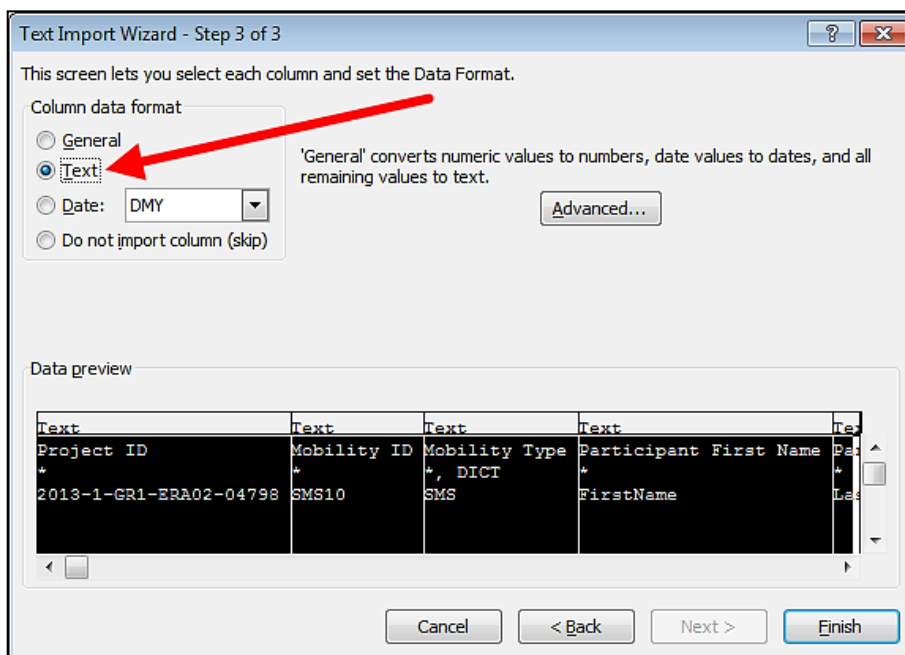 Text Import Wizard - Step 3 of 3
This screen lets you select each column and set the Data Format.
Column data format
General
Text
Date: DMY
Do not import column (skip)
'General' converts numeric values to numbers, date values to dates, and all
remaining values to text.
Advanced...
Data preview
Text Text Text Text Tex
Project ID Mobility ID Mobility Type Participant First Name Par
* * *, DICT * *
2013-1-GR1-ERA02-04798 SMS10 SMS FirstName Las
Cancel < Back Next > Finish